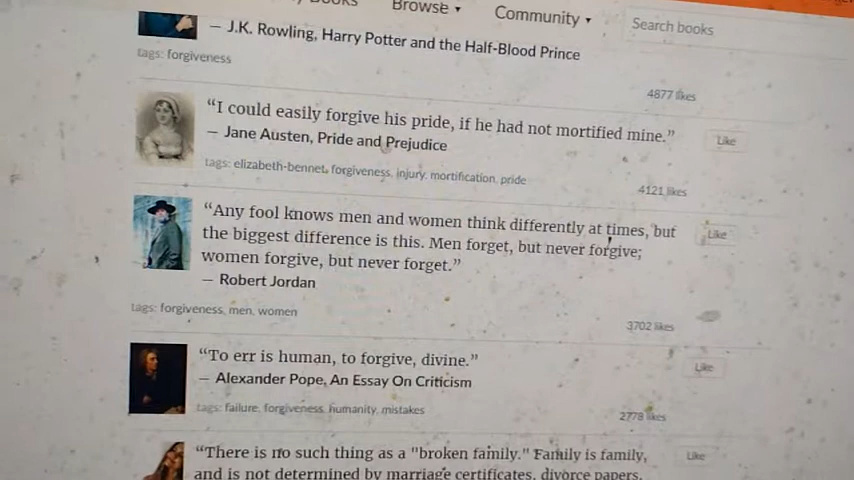 Browse ▾
Community ▾
Search books
— J.K. Rowling, Harry Potter and the Half-Blood Prince
tags: forgiveness
4877 likes
“I could easily forgive his pride, if he had not mortified mine.”
Like
— Jane Austen, Pride and Prejudice
tags: elizabeth-bennet, forgiveness, injury, mortification, pride
4121 likes
“Any fool knows men and women think differently at times, but
Like
the biggest difference is this. Men forget, but never forgive;
women forgive, but never forget.”
— Robert Jordan
tags: forgiveness, men, women
3702 likes
“To err is human, to forgive, divine.”
Like
— Alexander Pope, An Essay On Criticism
tags: failure, forgiveness, humanity, mistakes
2778 likes
“There is no such thing as a "broken family." Family is family,
Like
and is not determined by marriage certificates, divorce papers,